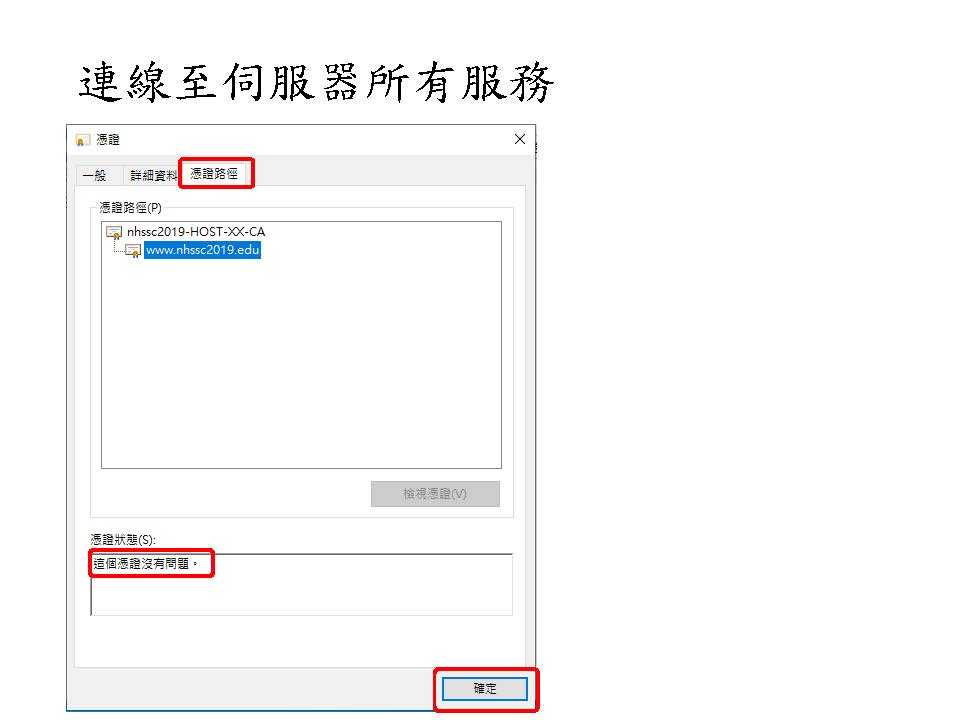 連線至伺服器所有服務
憑證
一般 詳細資料 憑證路徑
憑證路徑(P)
nhssc2019-HOST-XX-CA
www.nhssc2019.edu
檢視憑證(V)
憑證狀態(S):
這個憑證沒有問題。
確定